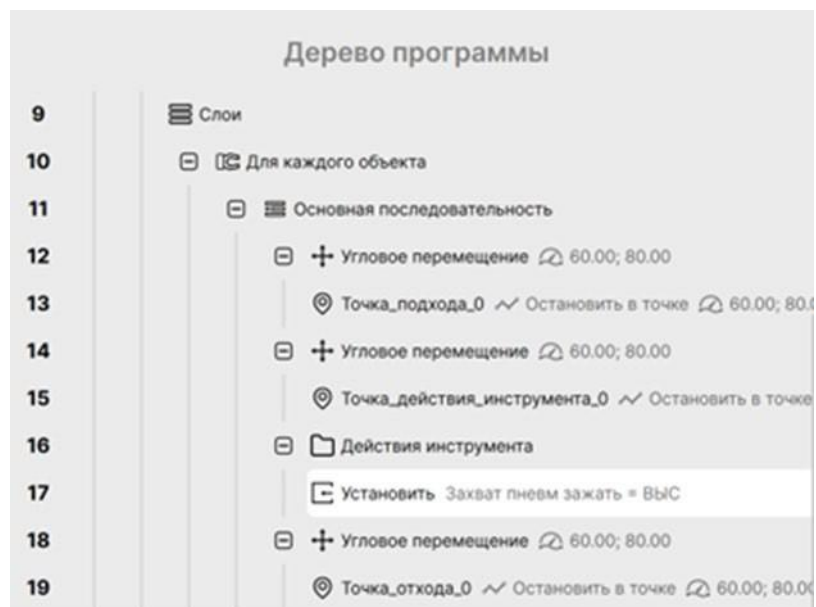 Дерево программы
9 Слои
10 Для каждого объекта
11 Основная последовательность
12 Угловое перемещение 60.00; 80.00
13 Точка_подхода_0 Остановить в точке 60.00; 80.0
14 Угловое перемещение 60.00; 80.00
15 Точка_действия_инструмента_0 Остановить в точке
16 Действия инструмента
17 Установить Захват пневм зажать = ВЫС
18 Угловое перемещение 60.00; 80.00
19 Точка_отхода_0 Остановить в точке 60.00; 80.00